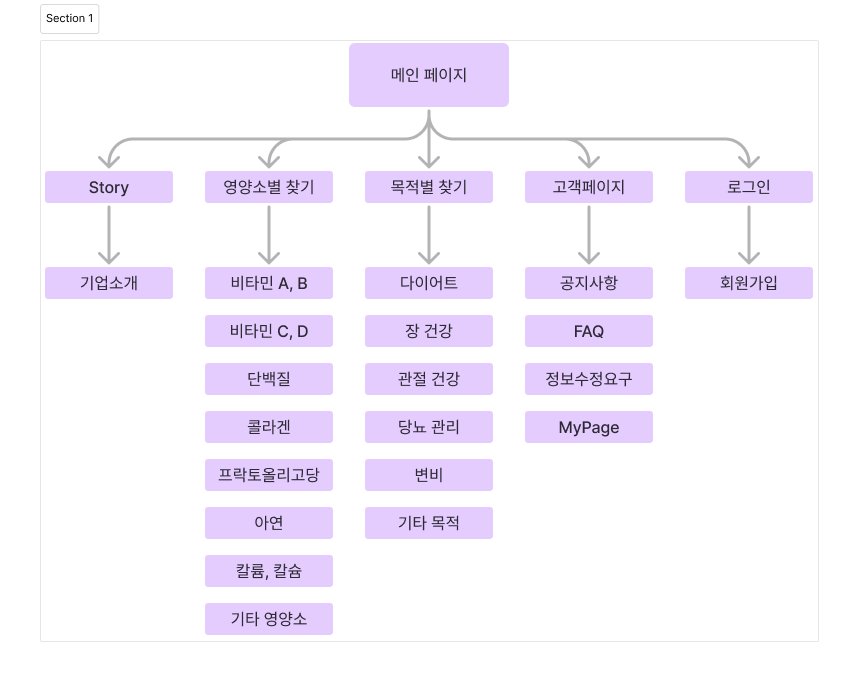 Section 1
메인 페이지
Story
영양소별 찾기
목적별 찾기
고객페이지
로그인
기업소개
비타민 A, B
다이어트
공지사항
회원가입
비타민 C, D
장 건강
FAQ
단백질
관절 건강
정보수정요구
콜라겐
당뇨 관리
MyPage
프락토올리고당
변비
아연
기타 목적
칼륨, 칼슘
기타 영양소